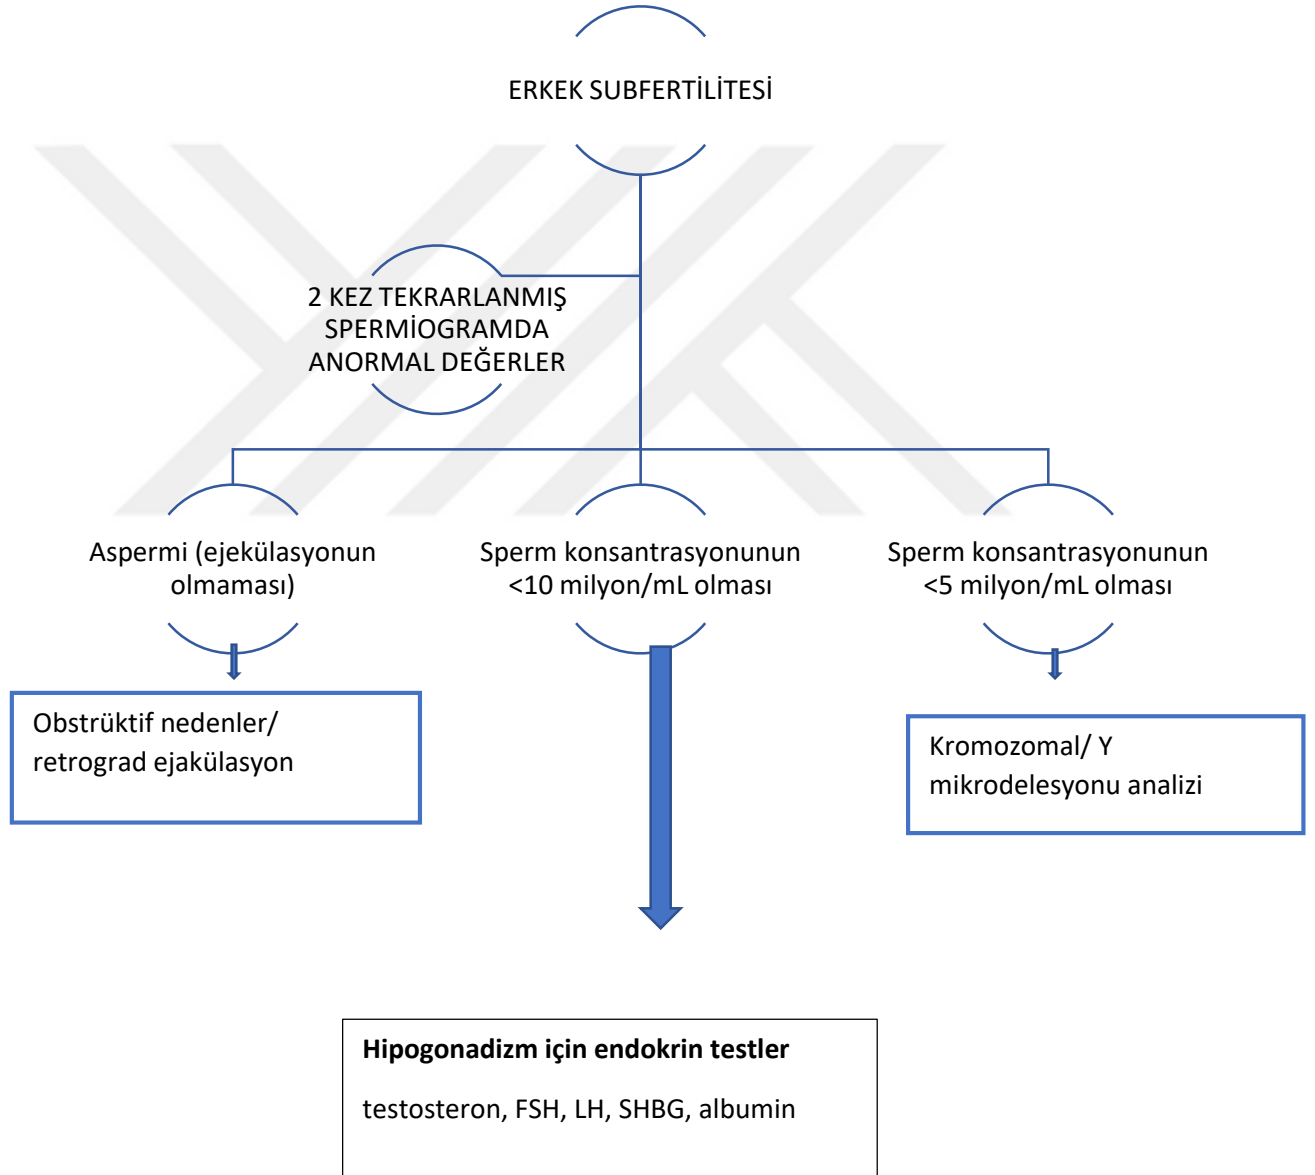 ERKEK SUBFERTİLİTESİ
2 KEZ TEKRARLANMIŞ
SPERMİOGRAMDA
ANORMAL DEĞERLER
Aspermi (ejekülasyonun
olmaması)
Sperm konsantrasyonunun
<10 milyon/mL olması
Sperm konsantrasyonunun
<5 milyon/mL olması
Obstrüktif nedenler/
retrograd ejakülasyon
Kromozomal/ Y
mikrodelesyonu analizi
Hipogonadizm için endokrin testler
testosteron, FSH, LH, SHBG, albumin